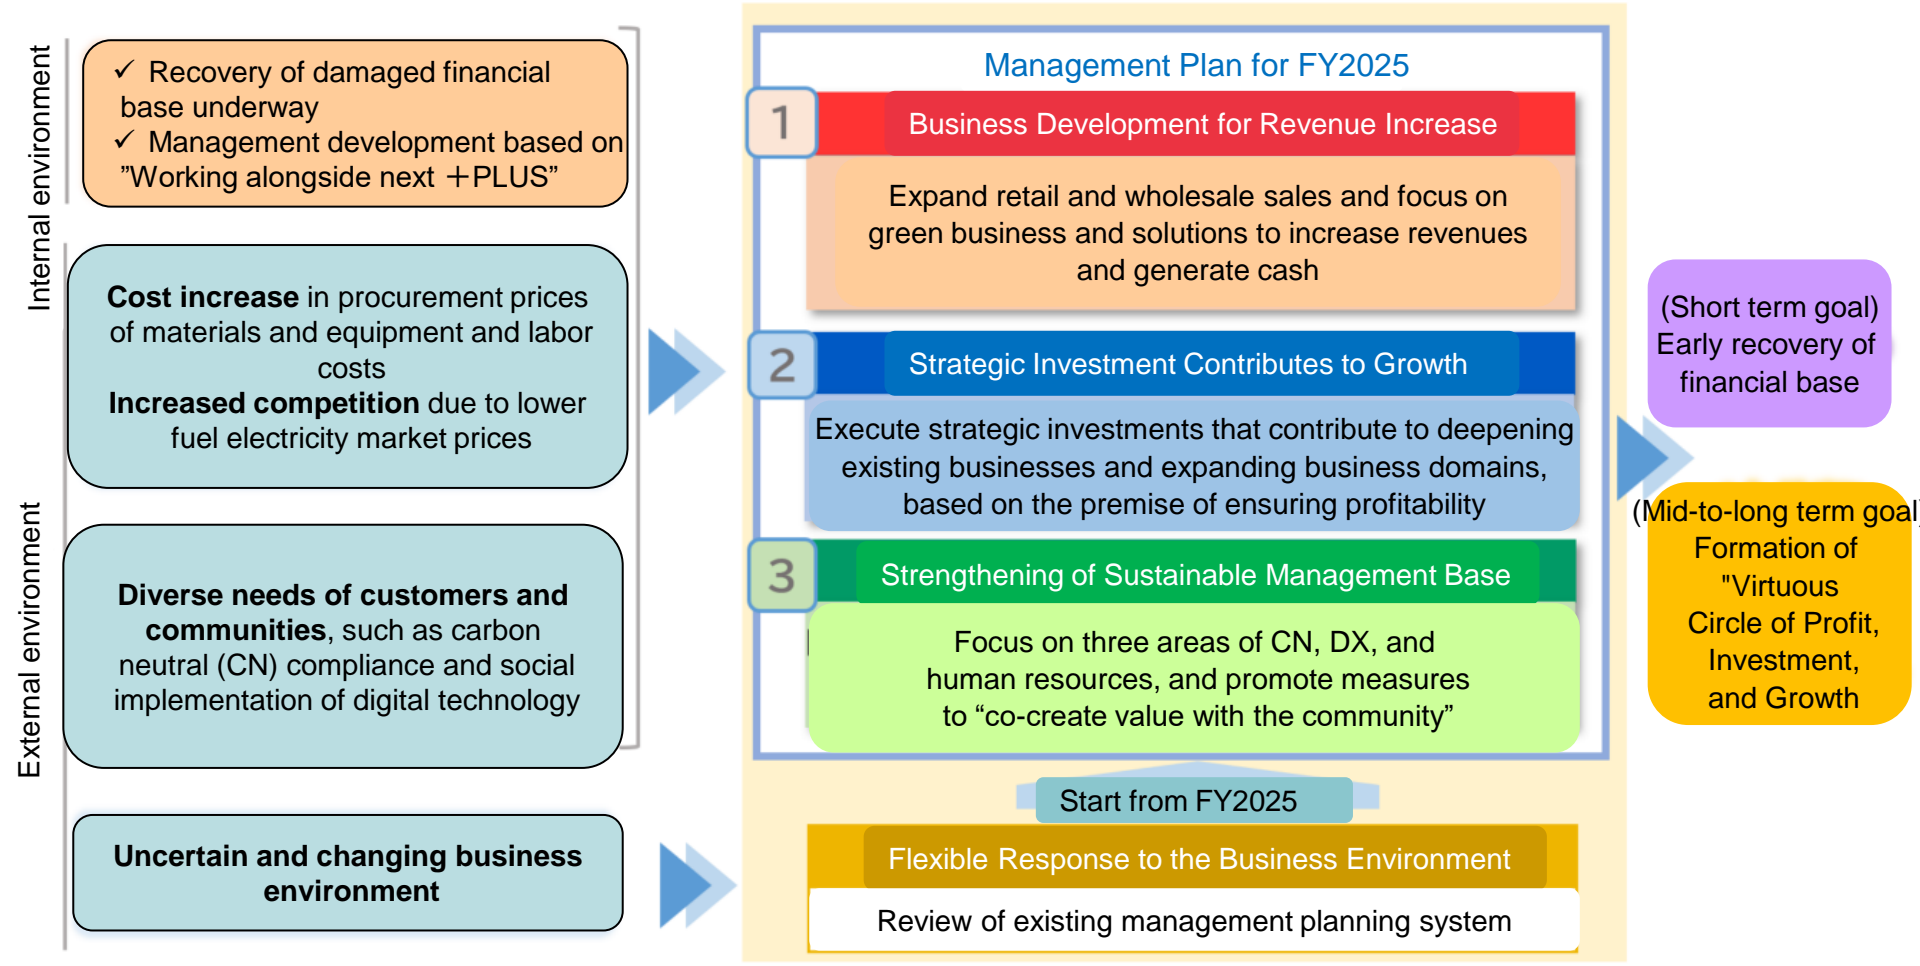 Internal environment
✓ Recovery of damaged financial
base underway
✓ Management development based on
”Working alongside next ＋PLUS”
External environment
Cost increase in procurement prices
of materials and equipment and labor
costs
Increased competition due to lower
fuel electricity market prices
Diverse needs of customers and
communities, such as carbon
neutral (CN) compliance and social
implementation of digital technology
Uncertain and changing business
environment
Management Plan for FY2025
1
Business Development for Revenue Increase
Expand retail and wholesale sales and focus on
green business and solutions to increase revenues
and generate cash
2
Strategic Investment Contributes to Growth
Execute strategic investments that contribute to deepening
existing businesses and expanding business domains,
based on the premise of ensuring profitability
3
Strengthening of Sustainable Management Base
Focus on three areas of CN, DX, and
human resources, and promote measures
to “co-create value with the community”
Start from FY2025
Flexible Response to the Business Environment
Review of existing management planning system
(Short term goal)
Early recovery of
financial base
(Mid-to-long term goal)
Formation of
"Virtuous
Circle of Profit,
Investment,
and Growth